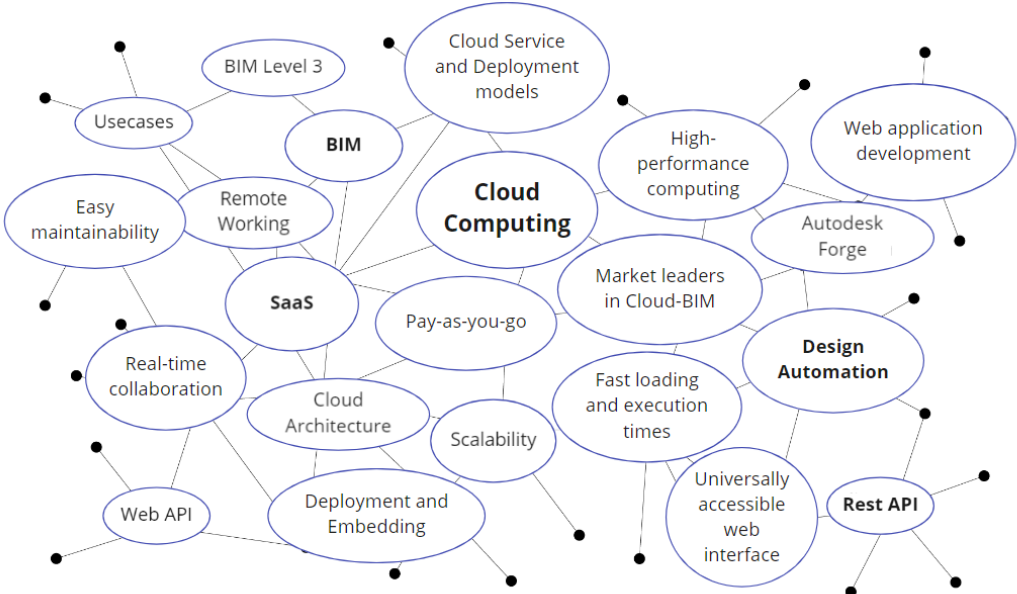 Cloud Service
and Deployment
models
BIM Level 3
Usecases
BIM
High-
performance
computing
Web application
development
Cloud
Computing
Easy
maintainability
Remote
Working
Autodesk
Forge
Market leaders
in Cloud-BIM
SaaS
Pay-as-you-go
Design
Automation
Real-time
collaboration
Fast loading
and execution
times
Cloud
Architecture
Scalability
Universally
accessible
web
interface
Rest API
Deployment and
Embedding
Web API